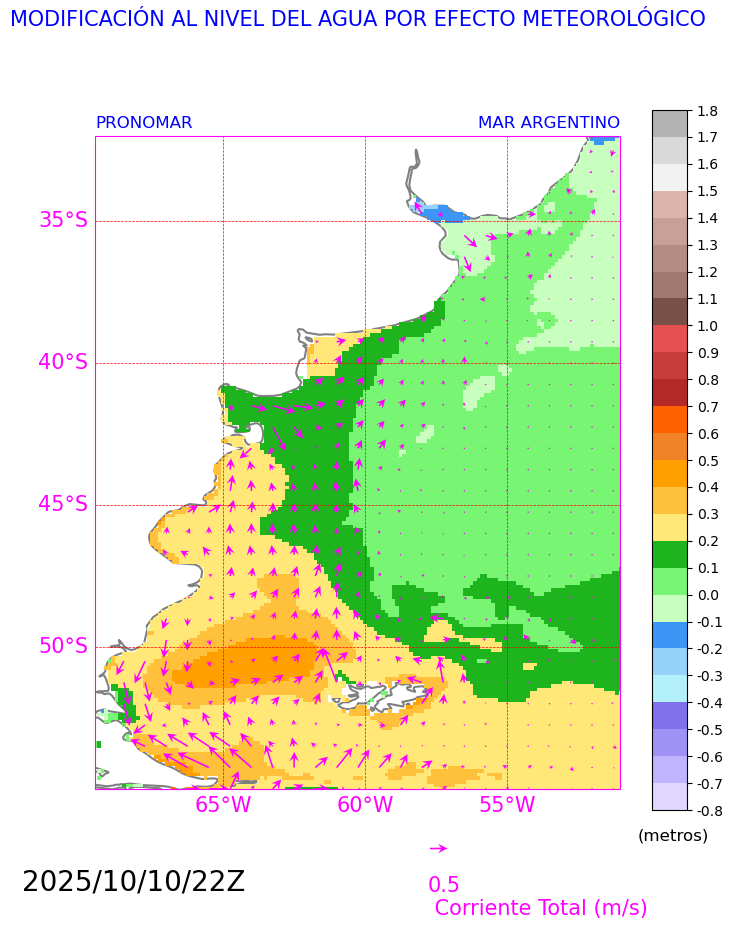 MODIFICACIÓN AL NIVEL DEL AGUA POR EFECTO METEOROLÓGICO
PRONOMAR MAR ARGENTINO
35°S
40°S
45°S
50°S
65°W 60°W 55°W
1.8
1.7
1.6
1.5
1.4
1.3
1.2
1.1
1.0
0.9
0.8
0.7
0.6
0.5
0.4
0.3
0.2
0.1
0.0
-0.1
-0.2
-0.3
-0.4
-0.5
-0.6
-0.7
-0.8
(metros)
2025/10/10/22Z
0.5
Corriente Total (m/s)